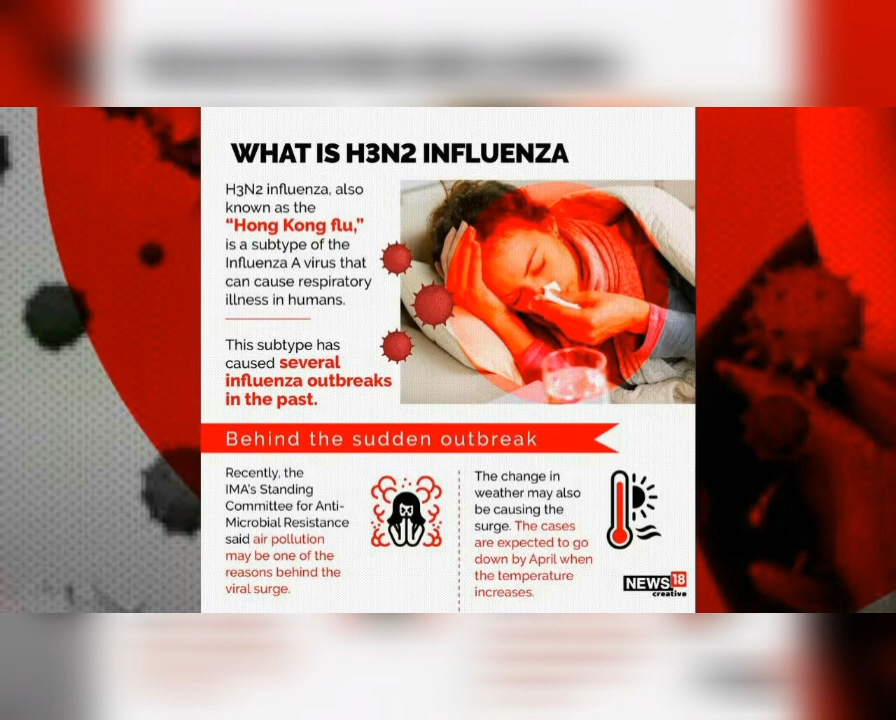 WHAT IS H3N2 INFLUENZA
H3N2 influenza, also
known as the
“Hong Kong flu,”
is a subtype of the
Influenza A virus that
can cause respiratory
illness in humans.
This subtype has
caused several
influenza outbreaks
in the past.
Behind the sudden outbreak
Recently, the
IMA's Standing
Committee for Anti-
Microbial Resistance
said air pollution
may be one of the
reasons behind the
viral surge.
The change in
weather may also
be causing the
surge. The cases
are expected to go
down by April when
the temperature
increases.
NEWS18
creative